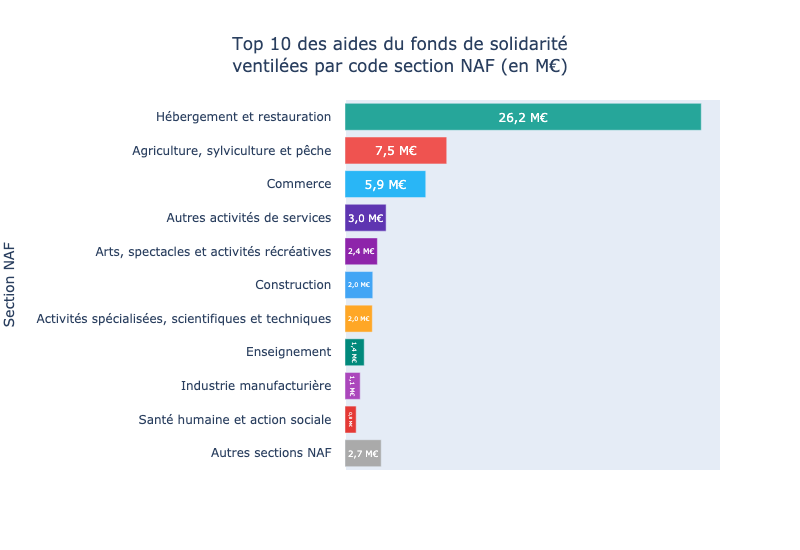 Top 10 des aides du fonds de solidarité
ventilées par code section NAF (en M€)
Section NAF
Hébergement et restauration 26,2 M€
Agriculture, sylviculture et pêche 7,5 M€
Commerce 5,9 M€
Autres activités de services 3,0 M€
Arts, spectacles et activités récréatives 2,4 M€
Construction 2,0 M€
Activités spécialisées, scientifiques et techniques 2,0 M€
Enseignement 1,4 M€
Industrie manufacturière 1,1 M€
Santé humaine et action sociale 0,8 M€
Autres sections NAF 2,7 M€